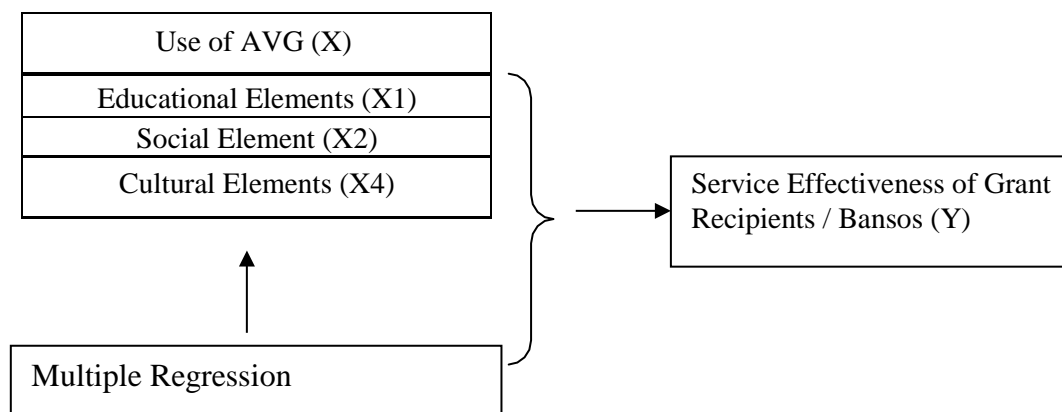 Use of AVG (X)
Educational Elements (X1)
Social Element (X2)
Cultural Elements (X4)
Service Effectiveness of Grant
Recipients / Bansos (Y)
Multiple Regression